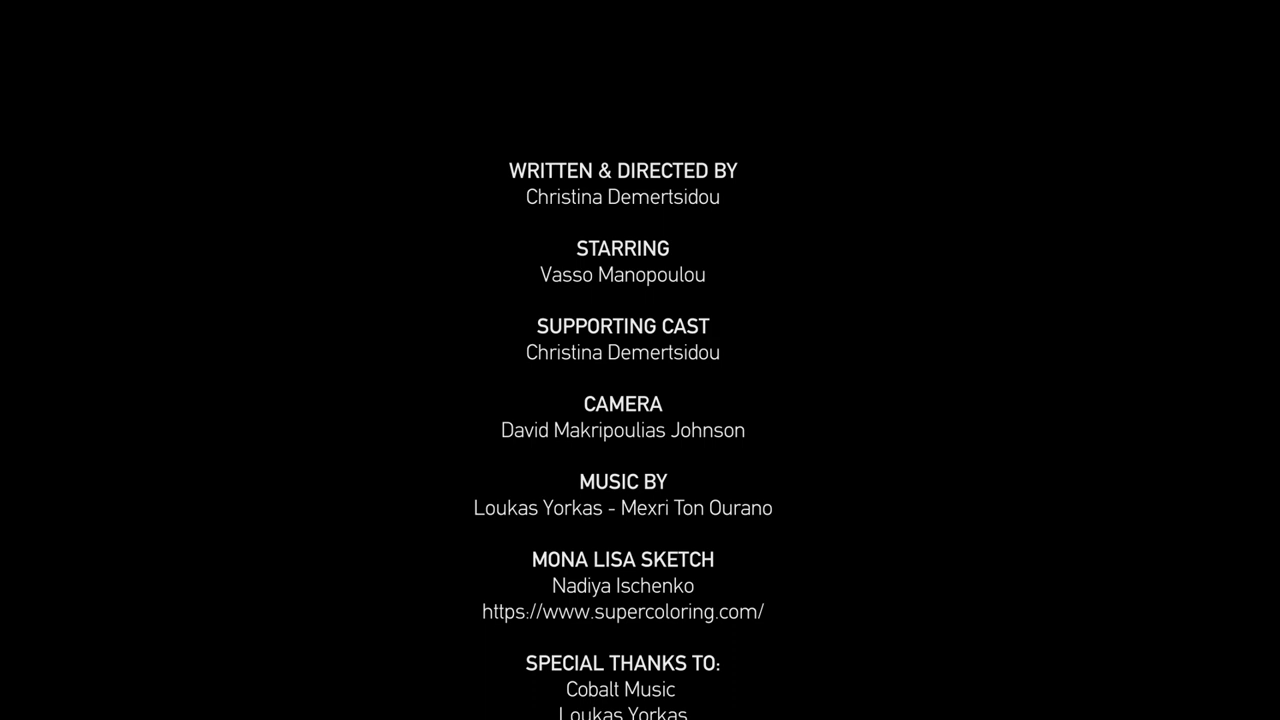 WRITTEN & DIRECTED BY
Christina Demertsidou
STARRING
Vasso Manopoulou
SUPPORTING CAST
Christina Demertsidou
CAMERA
David Makripoulias Johnson
MUSIC BY
Loukas Yorkas - Mexri Ton Ourano
MONA LISA SKETCH
Nadiya Ischenko
https://www.supercoloring.com/
SPECIAL THANKS TO:
Cobalt Music
Loukas Yorkas